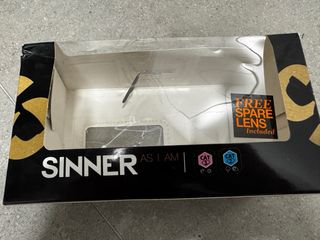 FREE
SPARE
LENS
Included
SINNER AS I AM
CAT
CAT